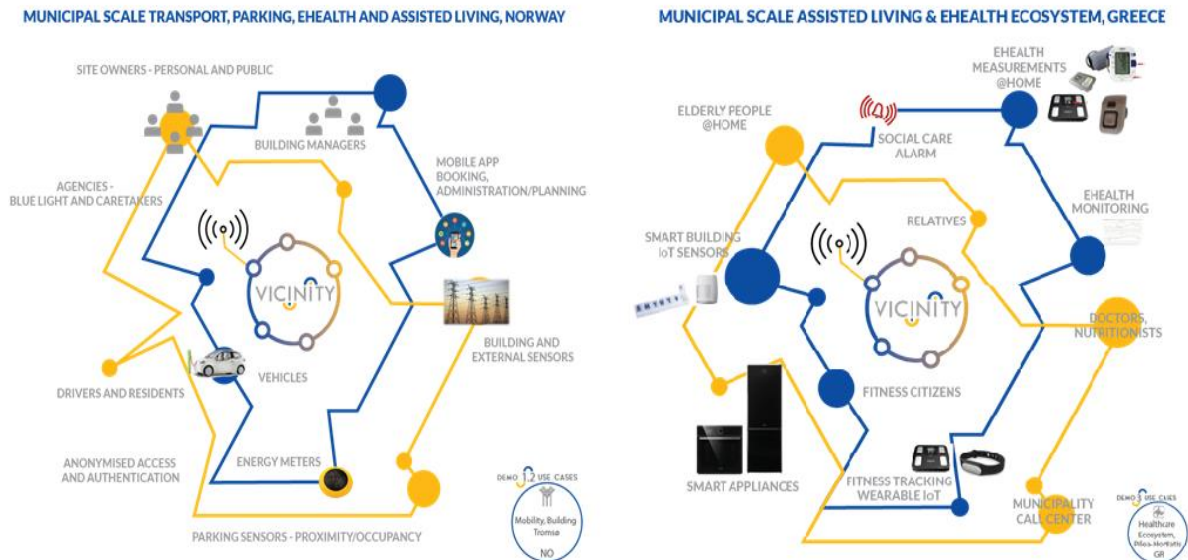 MUNICIPAL SCALE TRANSPORT, PARKING, EHEALTH AND ASSISTED LIVING, NORWAY
SITE OWNERS - PERSONAL AND PUBLIC
BUILDING MANAGERS
MOBILE APP
BOOKING,
ADMINISTRATION/PLANNING
AGENCIES -
BLUE LIGHT AND CARETAKERS
VICINITY
BUILDING AND
EXTERNAL SENSORS
VEHICLES
DRIVERS AND RESIDENTS
ENERGY METERS
ANONYMISED ACCESS
AND AUTHENTICATION
PARKING SENSORS - PROXIMITY/OCCUPANCY
DEMO 1.2 USE CASES
Mobility, Building
Tromsø
NO
MUNICIPAL SCALE ASSISTED LIVING & EHEALTH ECOSYSTEM, GREECE
EHEALTH
MEASUREMENTS
@HOME
ELDERLY PEOPLE
@HOME
SOCIAL CARE
ALARM
EHEALTH
MONITORING
RELATIVES
SMART BUILDING
IoT SENSORS
VICINITY
DOCTORS,
NUTRITIONISTS
FITNESS CITIZENS
SMART APPLIANCES
FITNESS TRACKING
WEARABLE IoT
MUNICIPALITY
CALL CENTER
DEMO 3 USE CASES
Healthcare
Ecosystem,
GR